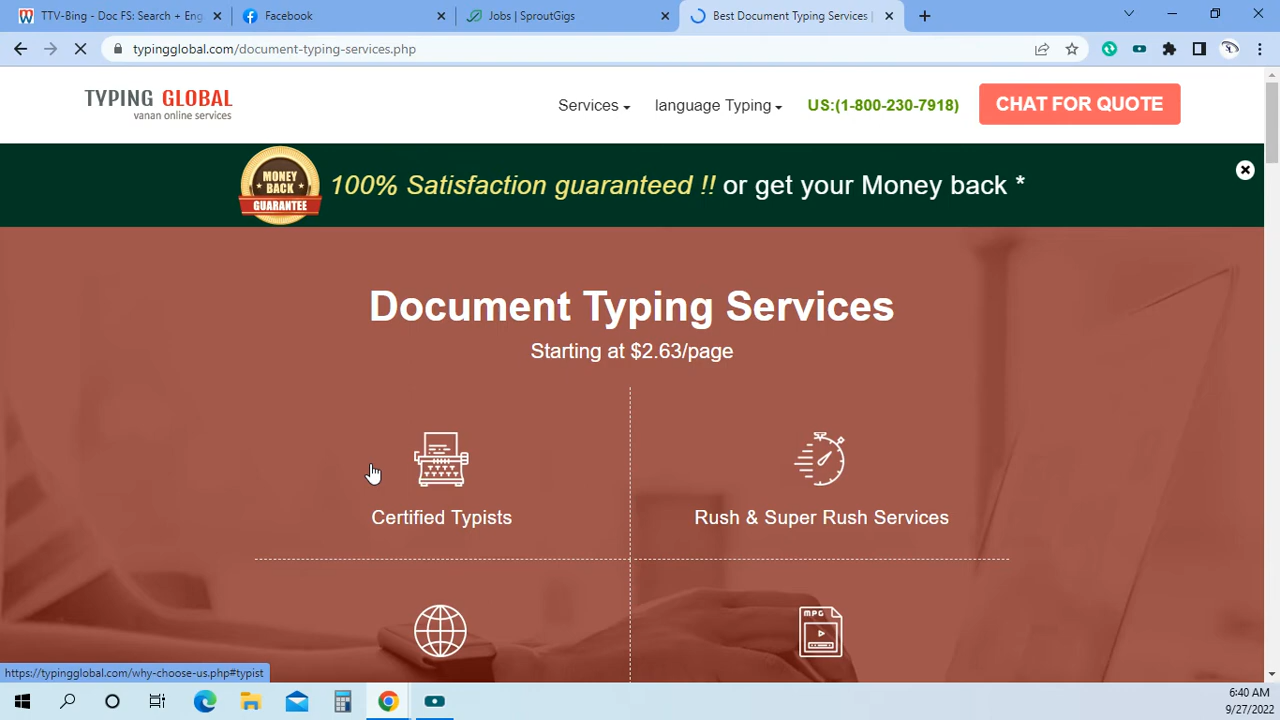 TTV-Bing - Doc FS: Search + Eng
Facebook
Jobs | SproutGigs
Best Document Typing Services |
typingglobal.com/document-typing-services.php
TYPING GLOBAL
vanan online services
Services
language Typing
US:(1-800-230-7918)
CHAT FOR QUOTE
MONEY BACK GUARANTEE
100% Satisfaction guaranteed !! or get your Money back *
Document Typing Services
Starting at $2.63/page
Certified Typists
Rush & Super Rush Services
MPG
https://typingglobal.com/why-choose-us.php#typist
6:40 AM
9/27/2022